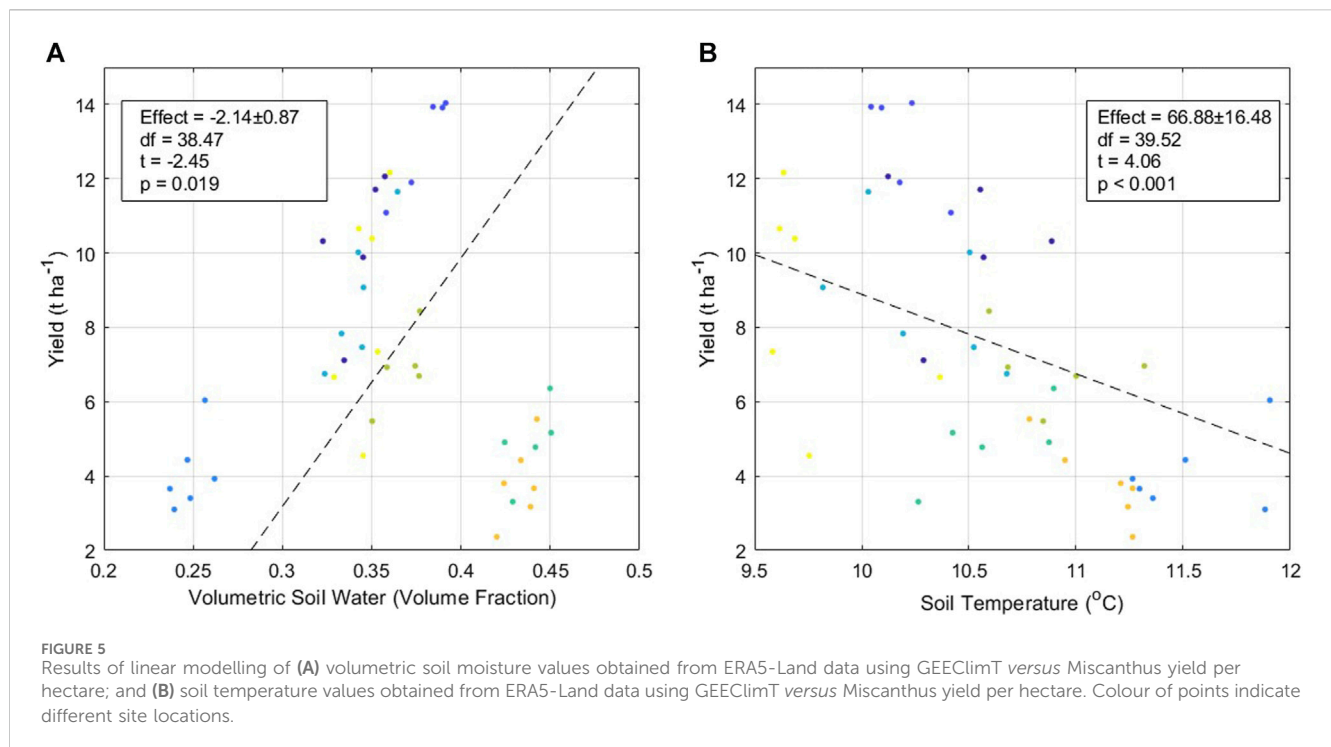 A
B
Effect = -2.14±0.87
df = 38.47
t = -2.45
p = 0.019
Effect = 66.88±16.48
df = 39.52
t = 4.06
p < 0.001
14
12
10
8
6
4
2
Yield (t ha⁻¹)
0.2 0.25 0.3 0.35 0.4 0.45 0.5
Volumetric Soil Water (Volume Fraction)
14
12
10
8
6
4
2
Yield (t ha⁻¹)
9.5 10 10.5 11 11.5 12
Soil Temperature (°C)
FIGURE 5
Results of linear modelling of (A) volumetric soil moisture values obtained from ERA5-Land data using GEEClimT versus Miscanthus yield per
hectare; and (B) soil temperature values obtained from ERA5-Land data using GEEClimT versus Miscanthus yield per hectare. Colour of points indicate
different site locations.